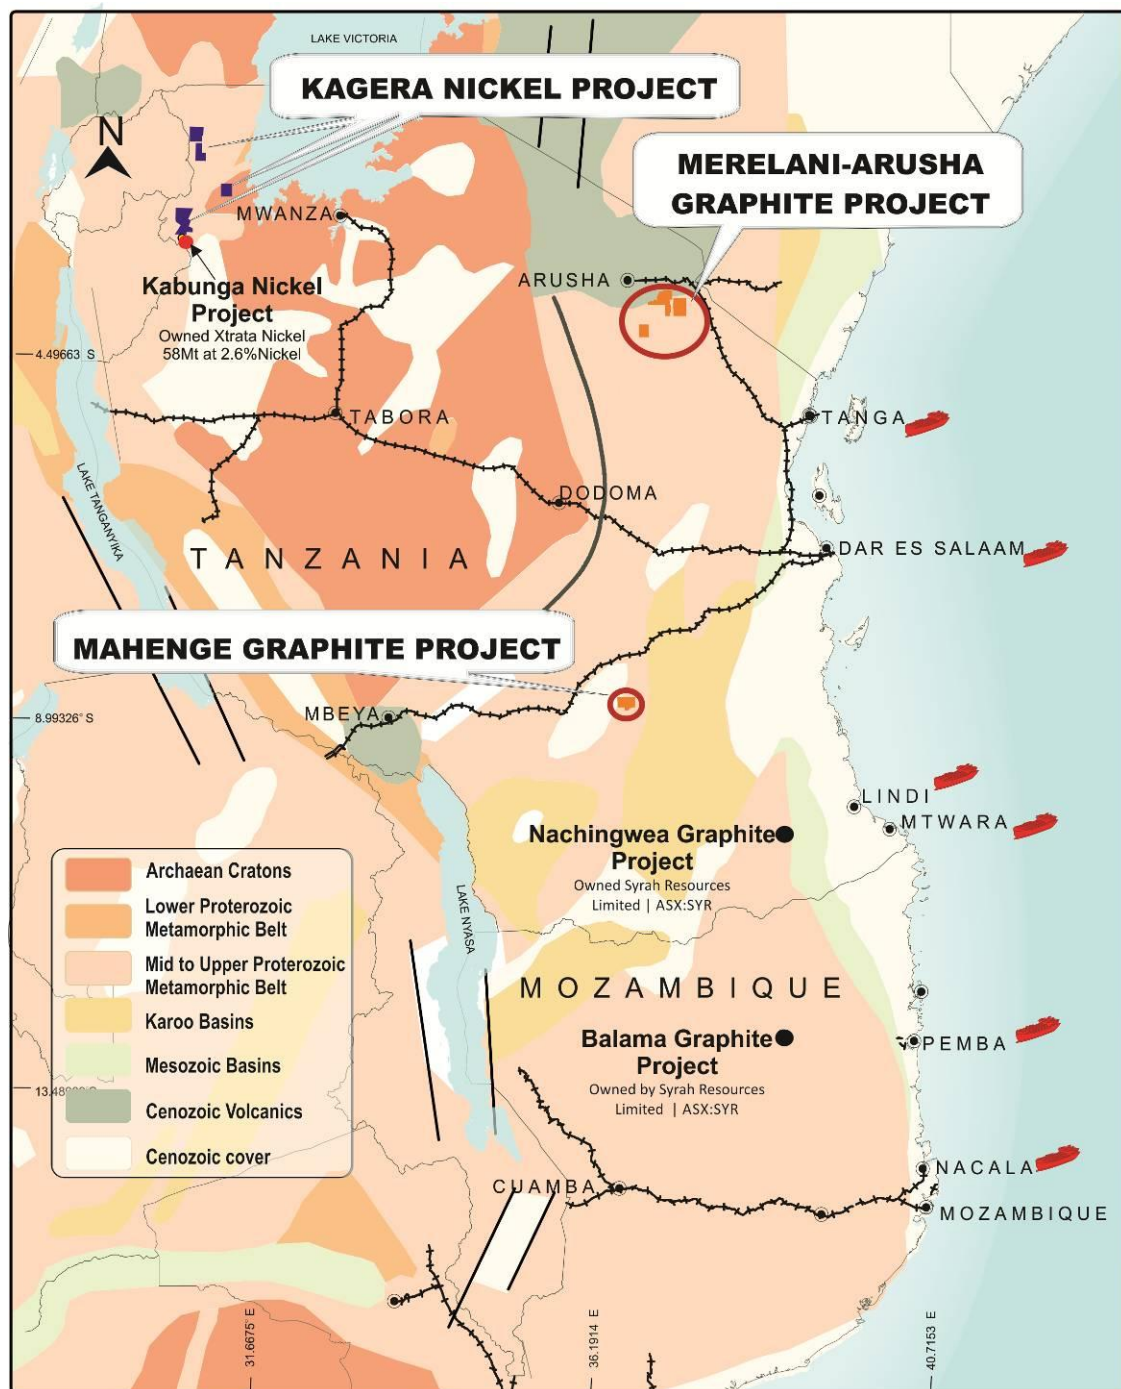 LAKE VICTORIA
KAGERA NICKEL PROJECT
N
MERELANI-ARUSHA
GRAPHITE PROJECT
MWANZA
ARUSHA
Kabunga Nickel
Project
Owned Xtrata Nickel
58Mt at 2.6%Nickel
4.49663 S
TABORA
TANGA
LAKE TANGANYIKA
DODOMA
TANZANIA
DAR ES SALAAM
MAHENGE GRAPHITE PROJECT
MBEYA
8.99326° S
LINDI
MTWARA
Nachingwea Graphite
Project
Owned Syrah Resources
Limited | ASX:SYR
Archaean Cratons
Lower Proterozoic
Metamorphic Belt
Mid to Upper Proterozoic
Metamorphic Belt
Karoo Basins
Mesozoic Basins
Cenozoic Volcanics
Cenozoic cover
LAKE NYASA
MOZAMBIQUE
Balama Graphite
Project
Owned by Syrah Resources
Limited | ASX:SYR
PEMBA
CUAMBA
NACALA
MOZAMBIQUE
31.6675° E
36.1914 E
40.7153 E